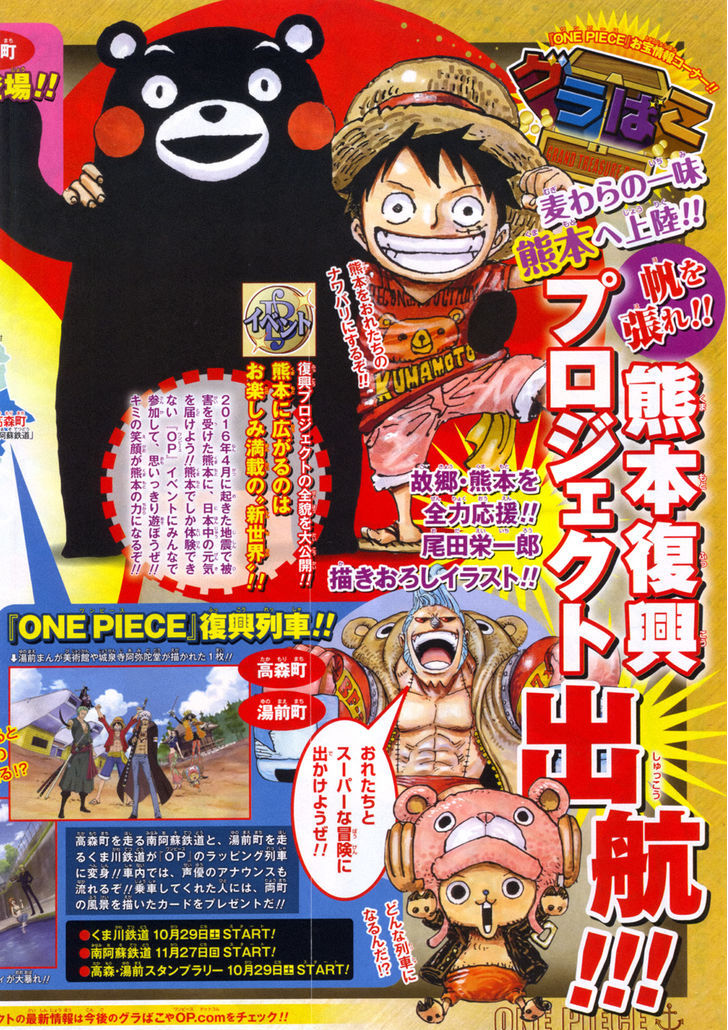 『ONE PIECE』お宝情報コーナー!!
グラばこ
GRAND TREASURE
麦わらの一味
熊本へ上陸!!
帆を
張れ!!
熊本復興
プロジェクト
出航!!!
熊本をおれたちの
ナワバリにするぞ!!
KUMAMOTO
故郷・熊本を
全力応援!!
尾田栄一郎
描きおろしイラスト!!
イベント
復興プロジェクトの全貌を大公開!!
熊本に広がるのは
お楽しみ満載の“新世界”!!
2016年4月に起きた地震で被
害を受けた熊本に、日本中の元気
を届けよう!!熊本でしか体験でき
ない『OP』イベントにみんなで
参加して、思いっきり遊ぼうぜ!!
キミの笑顔が熊本の力になるぞ!!
町
場!!
高森町
『ONE PIECE』復興列車!!
↓湯前まんが美術館や城泉寺阿弥陀堂が描かれた1枚!!
高森町
湯前町
おれたちと
スーパーな冒険に
出かけようぜ!!
どんな列車に
なるんだ!?
高森町を走る南阿蘇鉄道と、湯前町を走
るくま川鉄道が『OP』のラッピング列車
に変身!!車内では、声優のアナウンスも
流れるぞ!!乗車してくれた人には、両町
の風景を描いたカードをプレゼントだ!!
●くま川鉄道 10月29日土 START!
●南阿蘇鉄道 11月27日日 START!
●高森・湯前スタンプラリー 10月29日土 START!
ィが大暴れ!!
クトの最新情報は今後のグラばこやOP.comをチェック!!
ONE PIECE